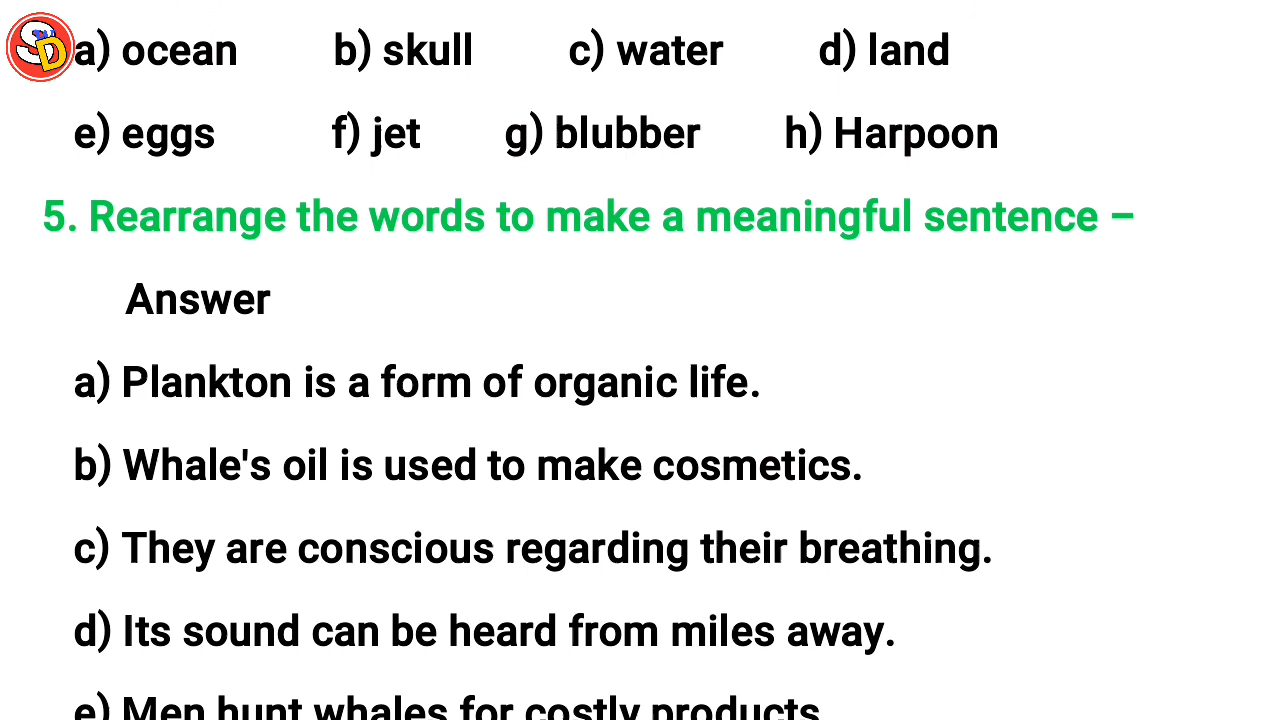 a) ocean b) skull c) water d) land
e) eggs f) jet g) blubber h) Harpoon
5. Rearrange the words to make a meaningful sentence –
Answer
a) Plankton is a form of organic life.
b) Whale's oil is used to make cosmetics.
c) They are conscious regarding their breathing.
d) Its sound can be heard from miles away.
e) Men hunt whales for costly products